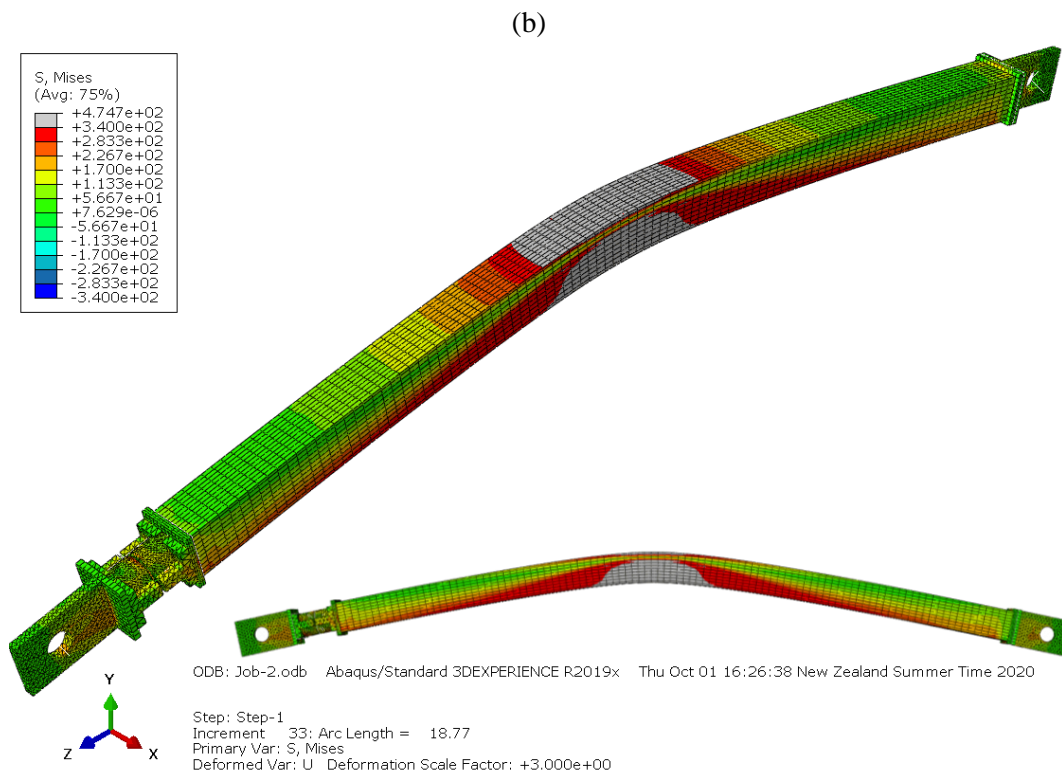 (b)
S, Mises
(Avg: 75%)
+4.747e+02
+3.400e+02
+2.833e+02
+2.267e+02
+1.700e+02
+1.133e+02
+5.667e+01
+7.629e-06
-5.667e+01
-1.133e+02
-1.700e+02
-2.267e+02
-2.833e+02
-3.400e+02
ODB: Job-2.odb Abaqus/Standard 3DEXPERIENCE R2019x Thu Oct 01 16:26:38 New Zealand Summer Time 2020
Y
Z X
Step: Step-1
Increment 33: Arc Length = 18.77
Primary Var: S, Mises
Deformed Var: U Deformation Scale Factor: +3.000e+00